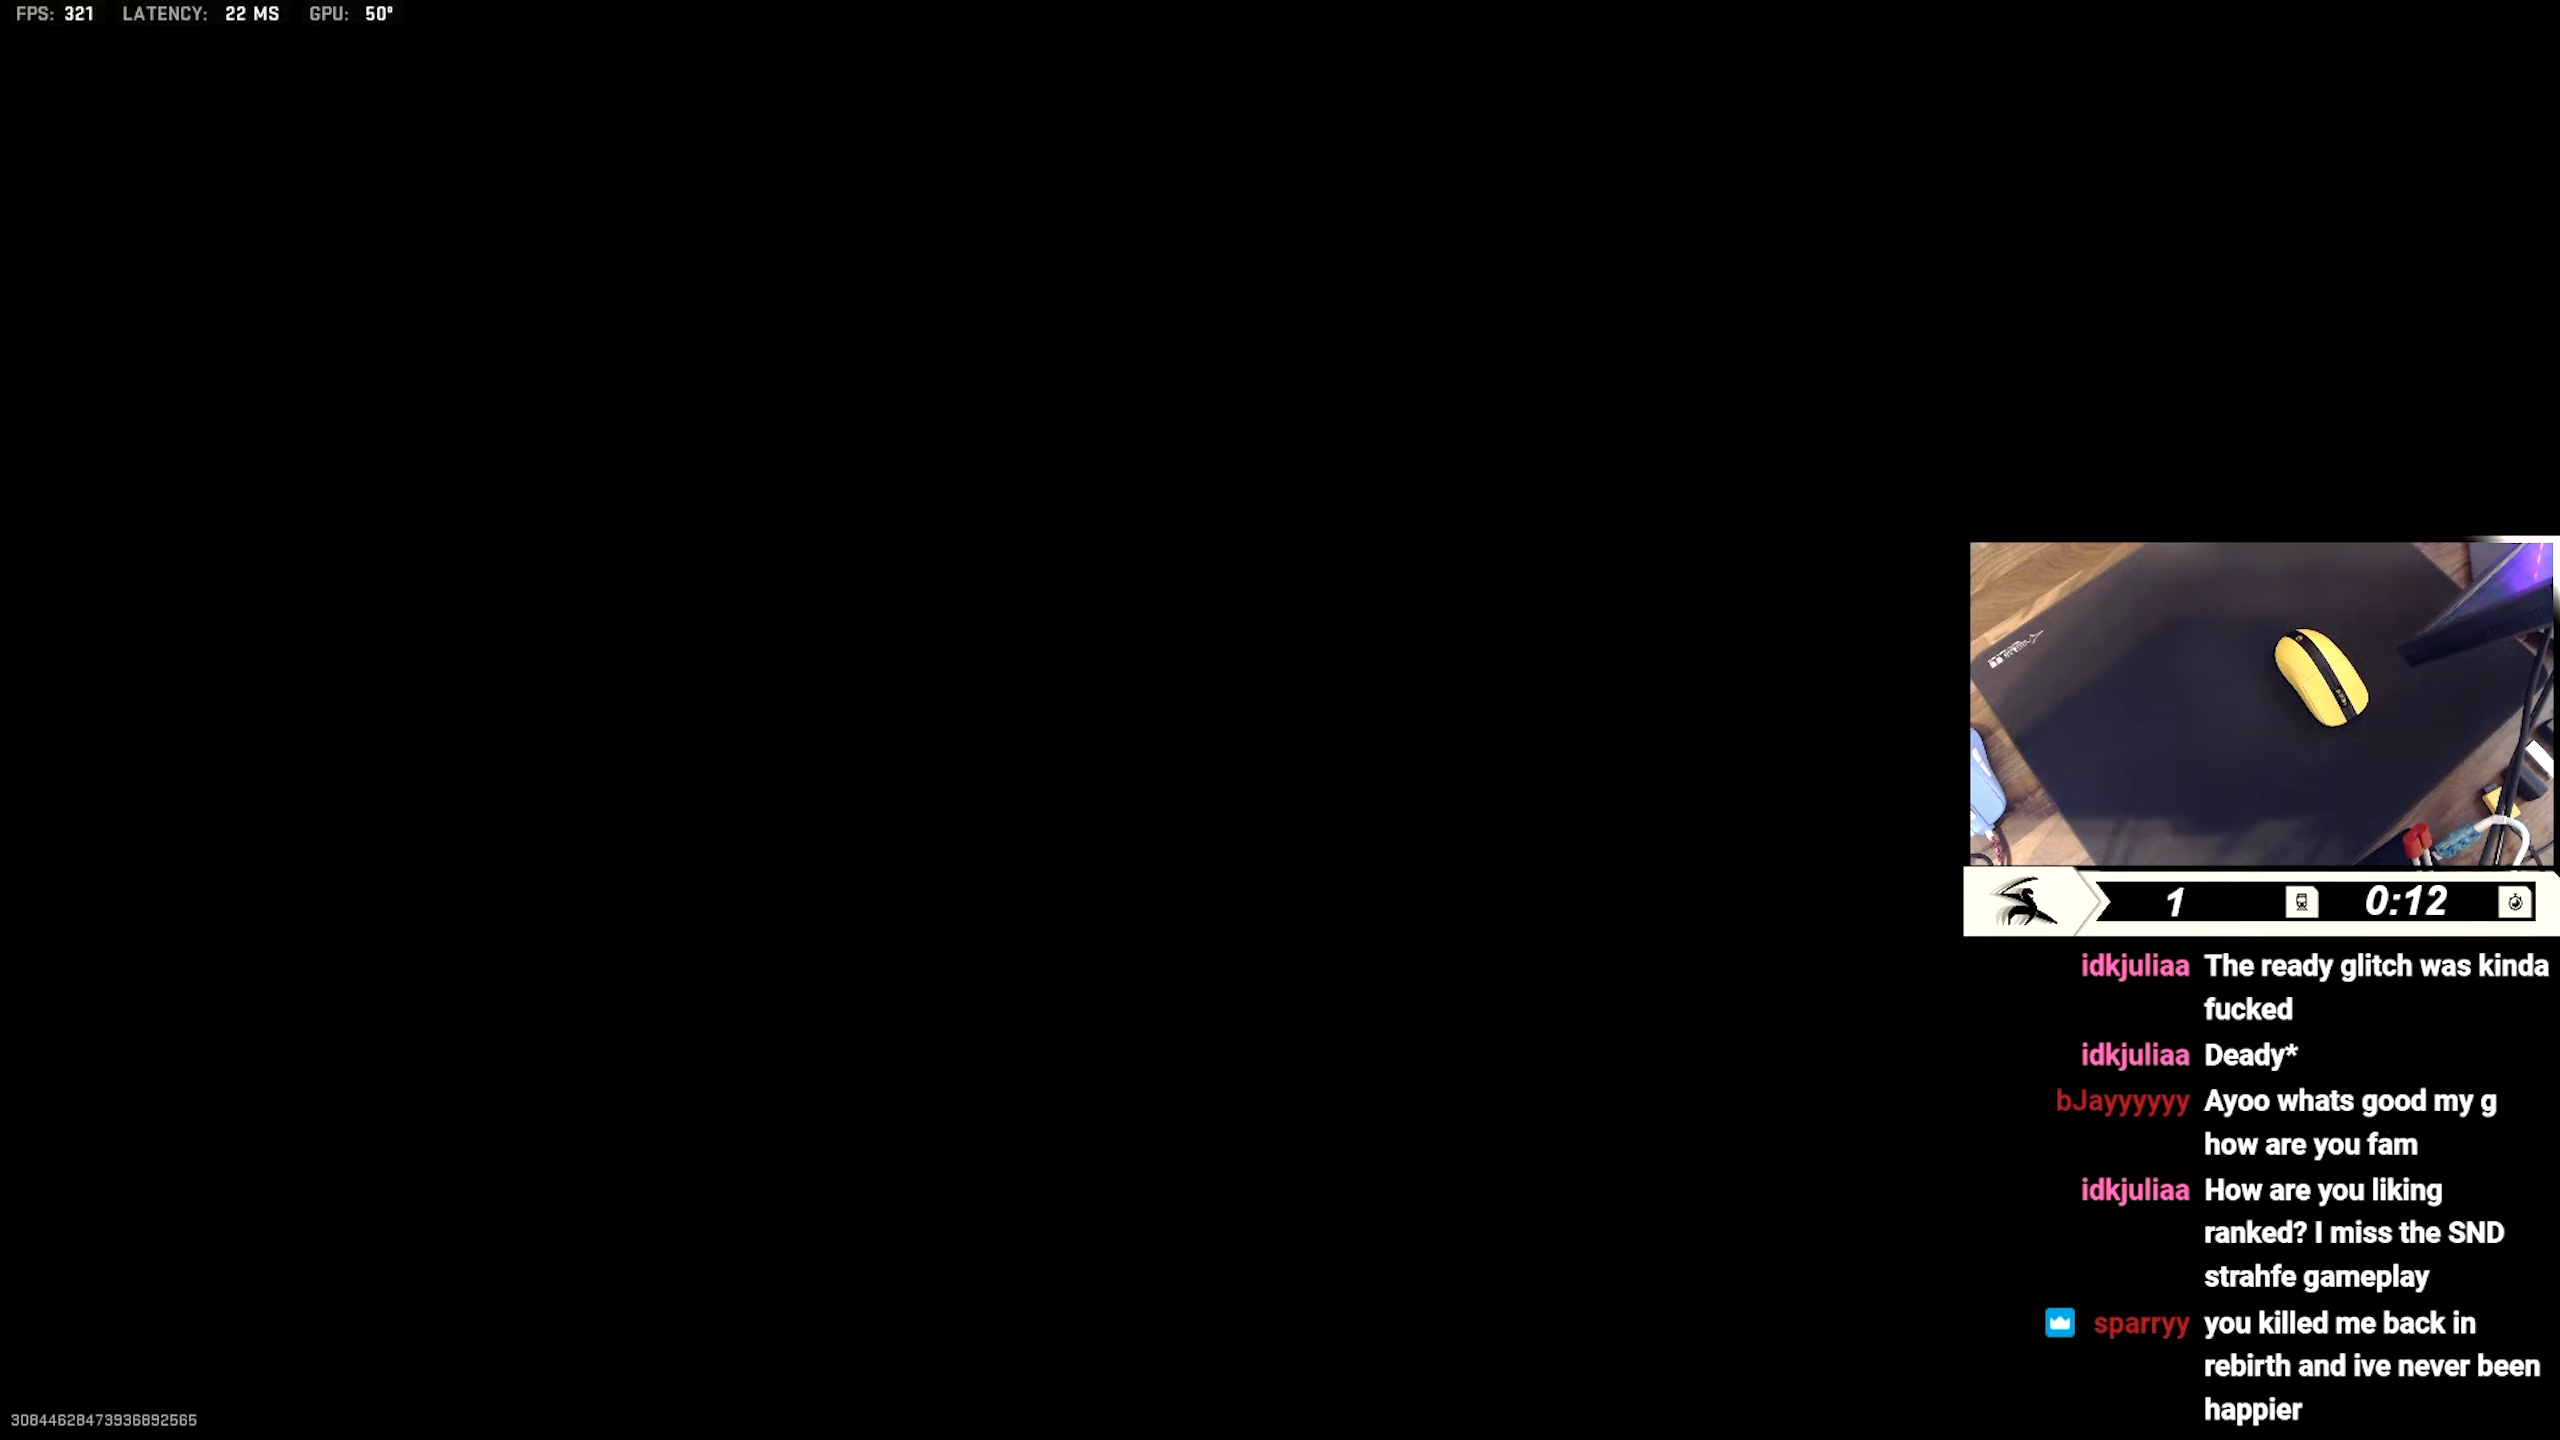 FPS: 321 LATENCY: 22 MS GPU: 50°
1 0:12
idkjuliaa The ready glitch was kinda
fucked
idkjuliaa Deady*
bJayyyyyy Ayoo whats good my g
how are you fam
idkjuliaa How are you liking
ranked? I miss the SND
strahfe gameplay
sparryy you killed me back in
rebirth and ive never been
happier
30844628473936892565